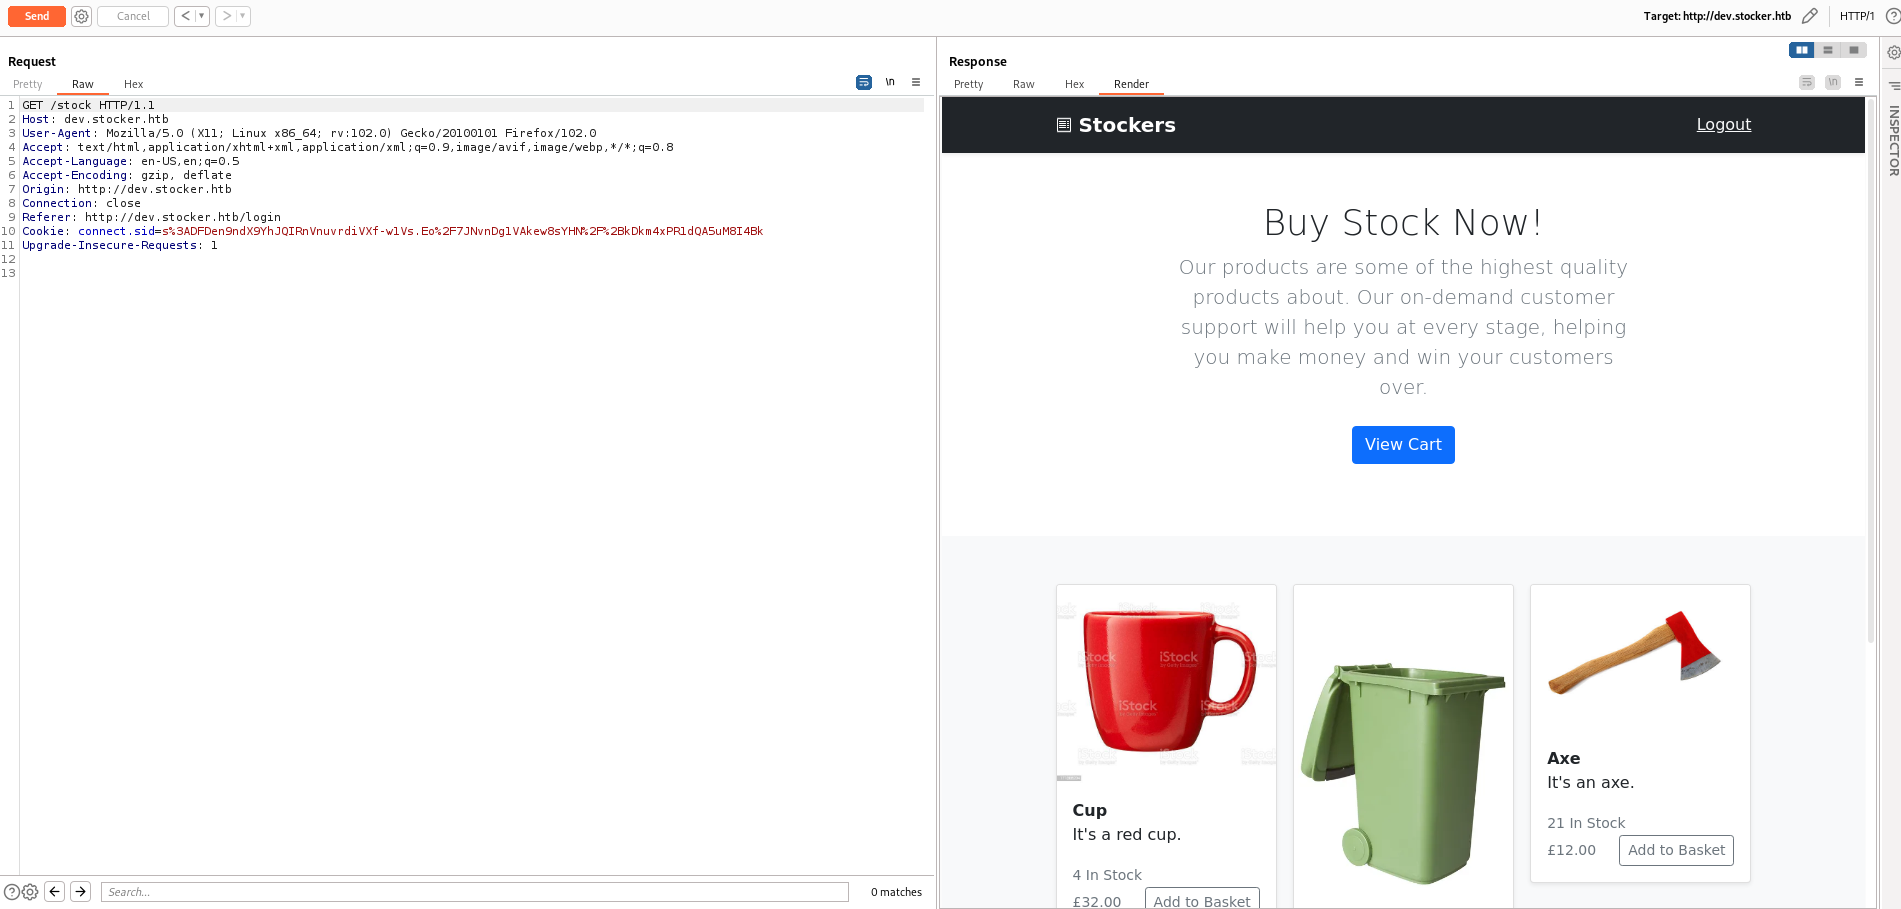 Send
Cancel
Target: http://dev.stocker.htb
HTTP/1
Request
Pretty Raw Hex
\n
1 GET /stock HTTP/1.1
2 Host: dev.stocker.htb
3 User-Agent: Mozilla/5.0 (X11; Linux x86_64; rv:102.0) Gecko/20100101 Firefox/102.0
4 Accept: text/html,application/xhtml+xml,application/xml;q=0.9,image/avif,image/webp,*/*;q=0.8
5 Accept-Language: en-US,en;q=0.5
6 Accept-Encoding: gzip, deflate
7 Origin: http://dev.stocker.htb
8 Connection: close
9 Referer: http://dev.stocker.htb/login
10 Cookie: connect.sid=s%3ADFDen9ndX9YhJQIRnVnuvrdiVXf-w1Vs.Eo%2F7JNvnDg1VAkew8sYHN%2F%2BkDkm4xPR1dQA5uM8I4Bk
11 Upgrade-Insecure-Requests: 1
12
13
Search...
0 matches
Response
Pretty Raw Hex Render
\n
INSPECTOR
Stockers
Logout
Buy Stock Now!
Our products are some of the highest quality
products about. Our on-demand customer
support will help you at every stage, helping
you make money and win your customers
over.
View Cart
iStock
by Getty Images
Cup
It's a red cup.
4 In Stock
£32.00
Add to Basket
Axe
It's an axe.
21 In Stock
£12.00
Add to Basket